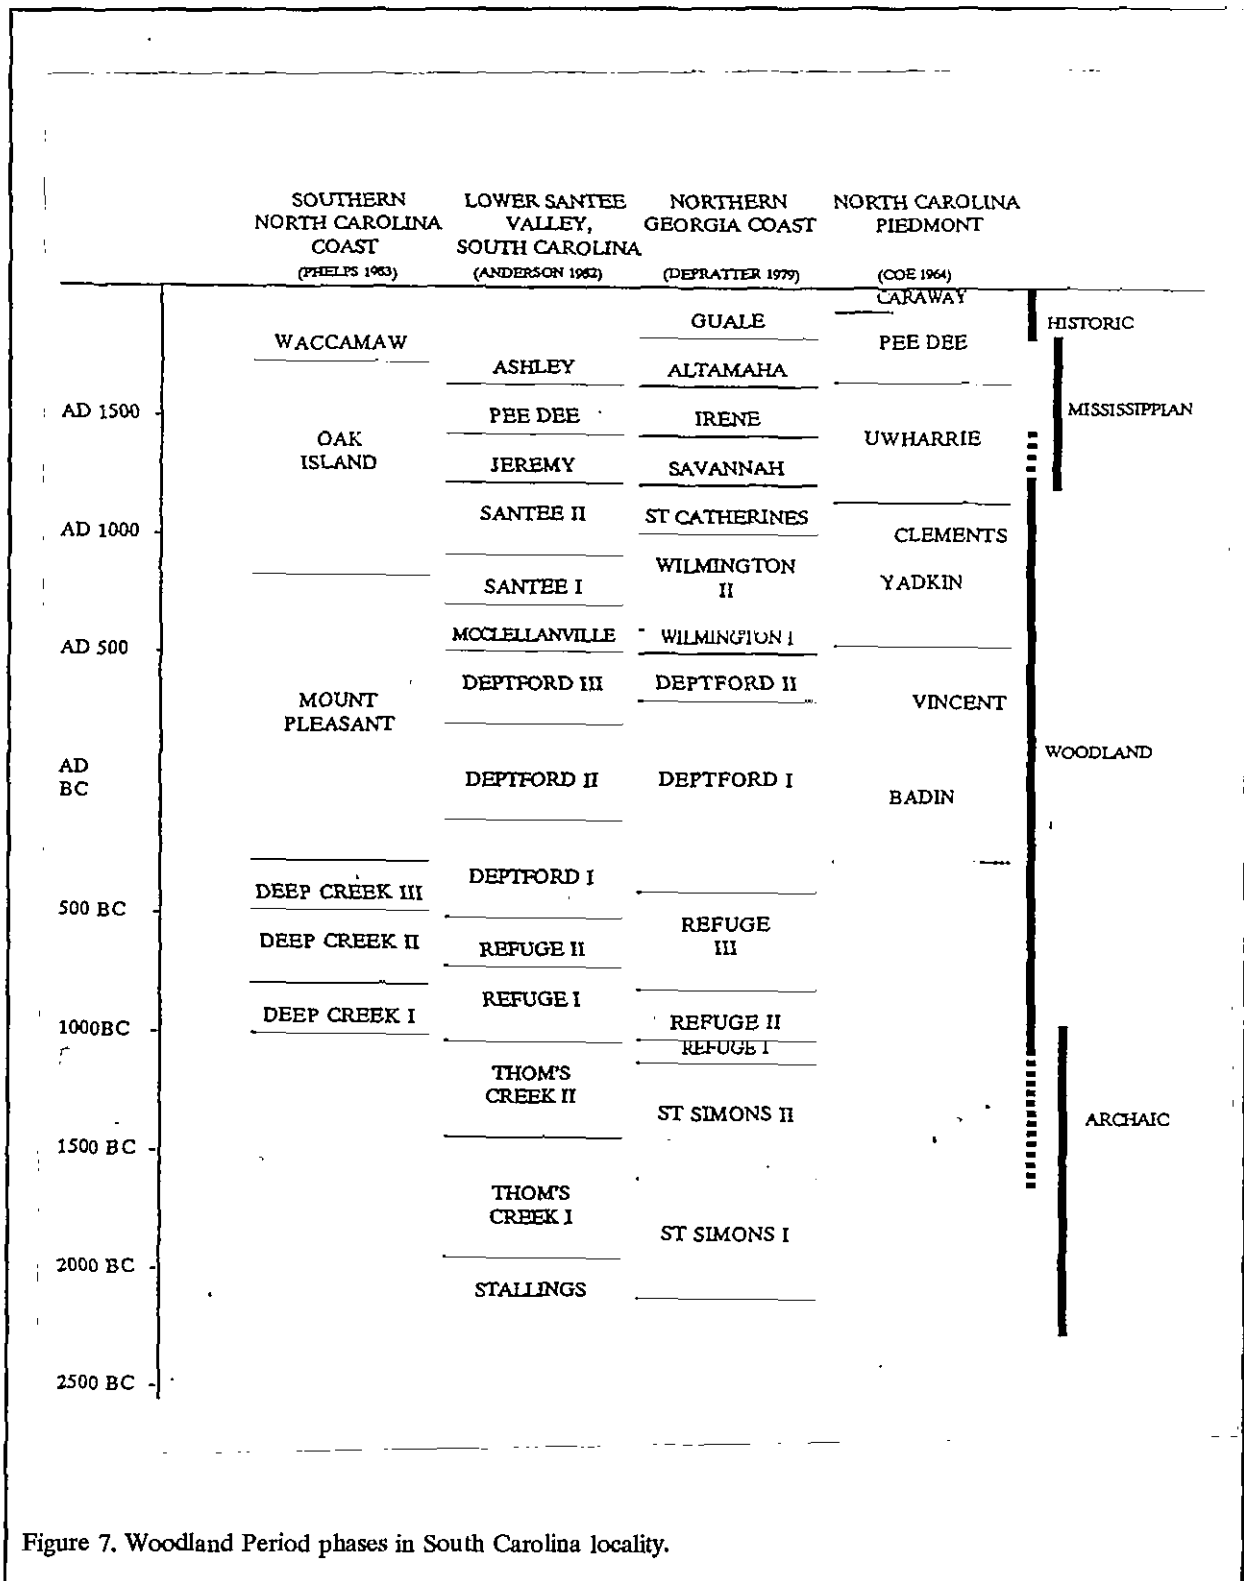 SOUTHERN
NORTH CAROLINA
COAST
(PHELPS 1983)
LOWER SANTEE
VALLEY,
SOUTH CAROLINA
(ANDERSON 1982)
NORTHERN
GEORGIA COAST
(DEPRATTER 1979)
NORTH CAROLINA
PIEDMONT
(COE 1964)
AD 1500
AD 1000
AD 500
AD
BC
500 BC
1000BC
1500 BC
2000 BC
2500 BC
WACCAMAW
OAK
ISLAND
MOUNT
PLEASANT
DEEP CREEK III
DEEP CREEK II
DEEP CREEK I
ASHLEY
PEE DEE
JEREMY
SANTEE II
SANTEE I
MCCLELLANVILLE
DEPTFORD III
DEPTFORD II
DEPTFORD I
REFUGE II
REFUGE I
THOM'S
CREEK II
THOM'S
CREEK I
STALLINGS
GUALE
ALTAMAHA
IRENE
SAVANNAH
ST CATHERINES
WILMINGTON
II
WILMINGTON I
DEPTFORD II
DEPTFORD I
REFUGE
III
REFUGE II
REFUGE I
ST SIMONS II
ST SIMONS I
CARAWAY
PEE DEE
UWHARRIE
CLEMENTS
YADKIN
VINCENT
BADIN
HISTORIC
MISSISSIPPIAN
WOODLAND
ARCHAIC
Figure 7. Woodland Period phases in South Carolina locality.